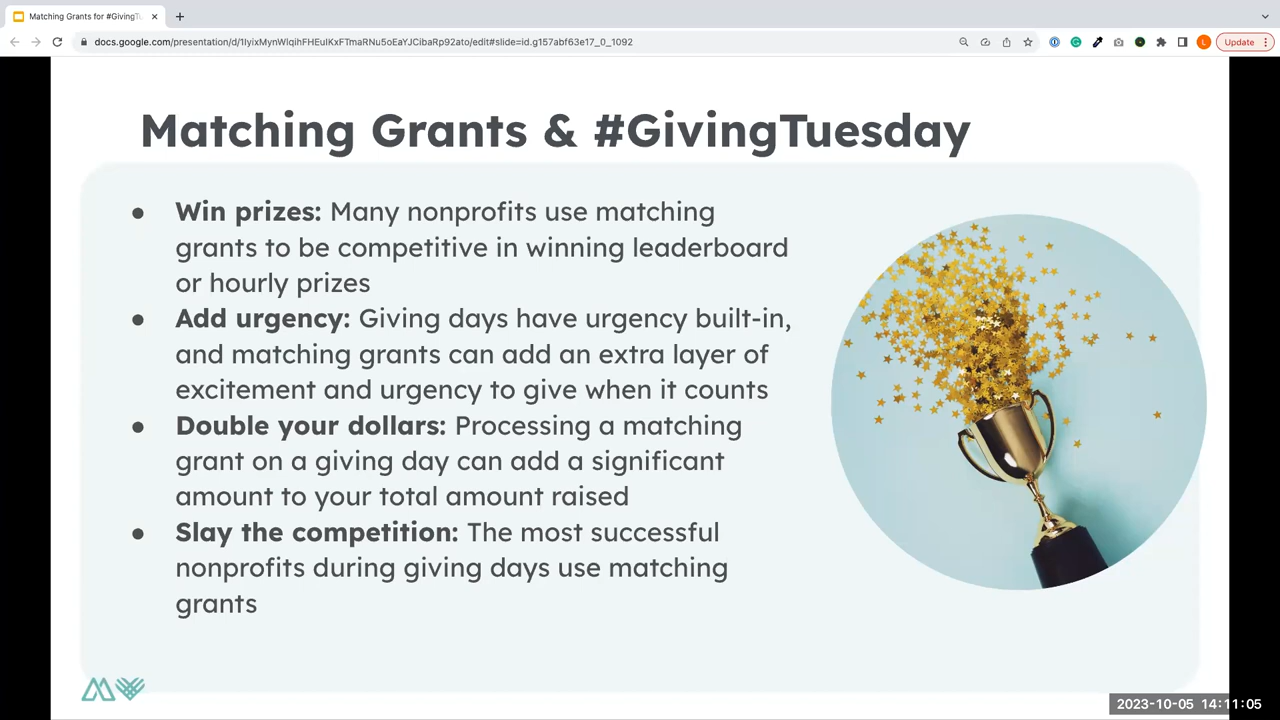 Matching Grants for #GivingTu
docs.google.com/presentation/d/1IyixMynWlqihFHEuIKxFTmaRNu5oEaYJCibaRp92ato/edit#slide=id.g157abf63e17_0_1092
Update
Matching Grants & #GivingTuesday
● Win prizes: Many nonprofits use matching
grants to be competitive in winning leaderboard
or hourly prizes
● Add urgency: Giving days have urgency built-in,
and matching grants can add an extra layer of
excitement and urgency to give when it counts
● Double your dollars: Processing a matching
grant on a giving day can add a significant
amount to your total amount raised
● Slay the competition: The most successful
nonprofits during giving days use matching
grants
2023-10-05 14:11:05